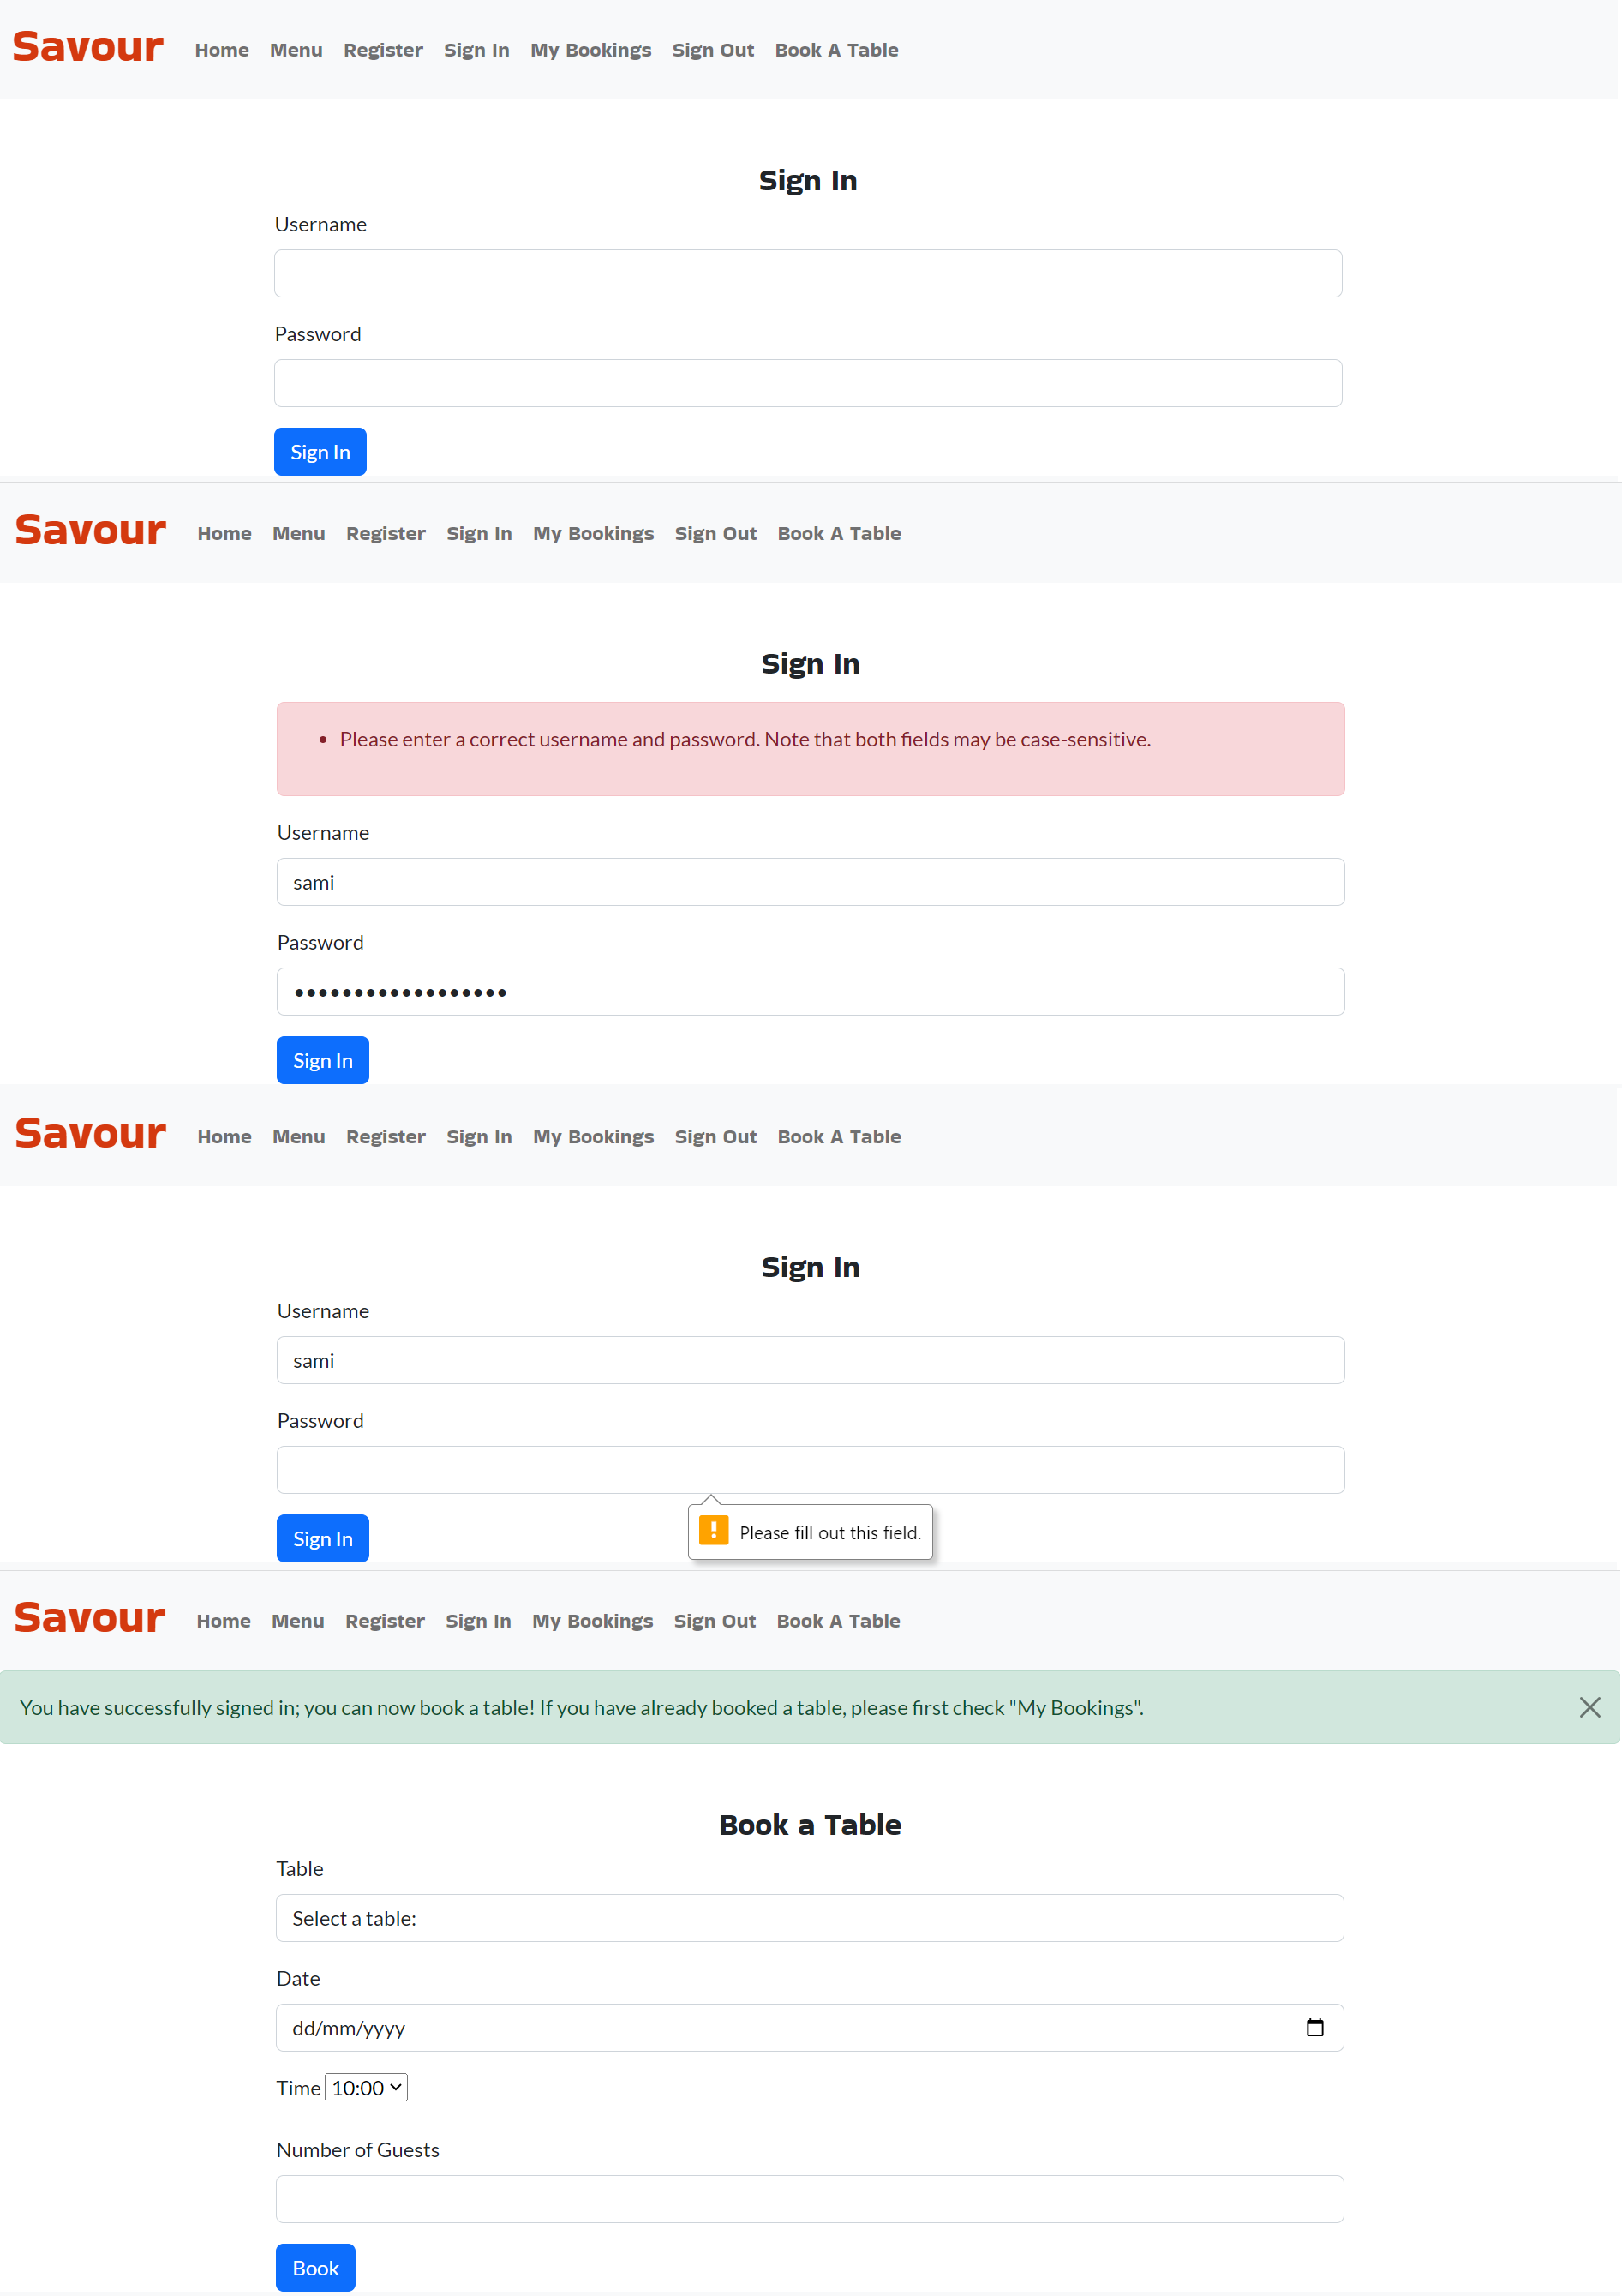 Savour Home Menu Register Sign In My Bookings Sign Out Book A Table
Sign In
Username
Password
Sign In
Savour Home Menu Register Sign In My Bookings Sign Out Book A Table
Sign In
Please enter a correct username and password. Note that both fields may be case-sensitive.
Username
sami
Password
••••••••••••••••••
Sign In
Savour Home Menu Register Sign In My Bookings Sign Out Book A Table
Sign In
Username
sami
Password
Sign In
Please fill out this field.
Savour Home Menu Register Sign In My Bookings Sign Out Book A Table
You have successfully signed in; you can now book a table! If you have already booked a table, please first check "My Bookings".
Book a Table
Table
Select a table:
Date
dd/mm/yyyy
Time 10:00
Number of Guests
Book